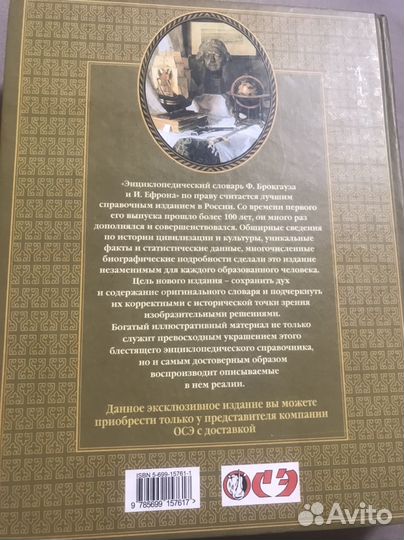 «Энциклопедический словарь Ф. Брокгауза
и И. Ефрона» по праву считается лучшим
справочным изданием в России. Со времени первого
его выпуска прошло более 100 лет, он много раз
дополнялся и совершенствовался. Обширные сведения
по истории цивилизации и культуры, уникальные
факты и статистические данные, многочисленные
биографические подробности сделали это издание
незаменимым для каждого образованного человека.
Цель нового издания – сохранить дух
и содержание оригинального словаря и подчеркнуть
их корректными с исторической точки зрения
изобразительными решениями.
Богатый иллюстративный материал не только
служит превосходным украшением этого
блестящего энциклопедического справочника,
но и самым достоверным образом
воспроизводит описываемые
в нем реалии.
Данное эксклюзивное издание вы можете
приобрести только у представителя компании
ОСЭ с доставкой
ISBN 5-699-15761-1
9 785699 157617 >
ОСЭ
Avito